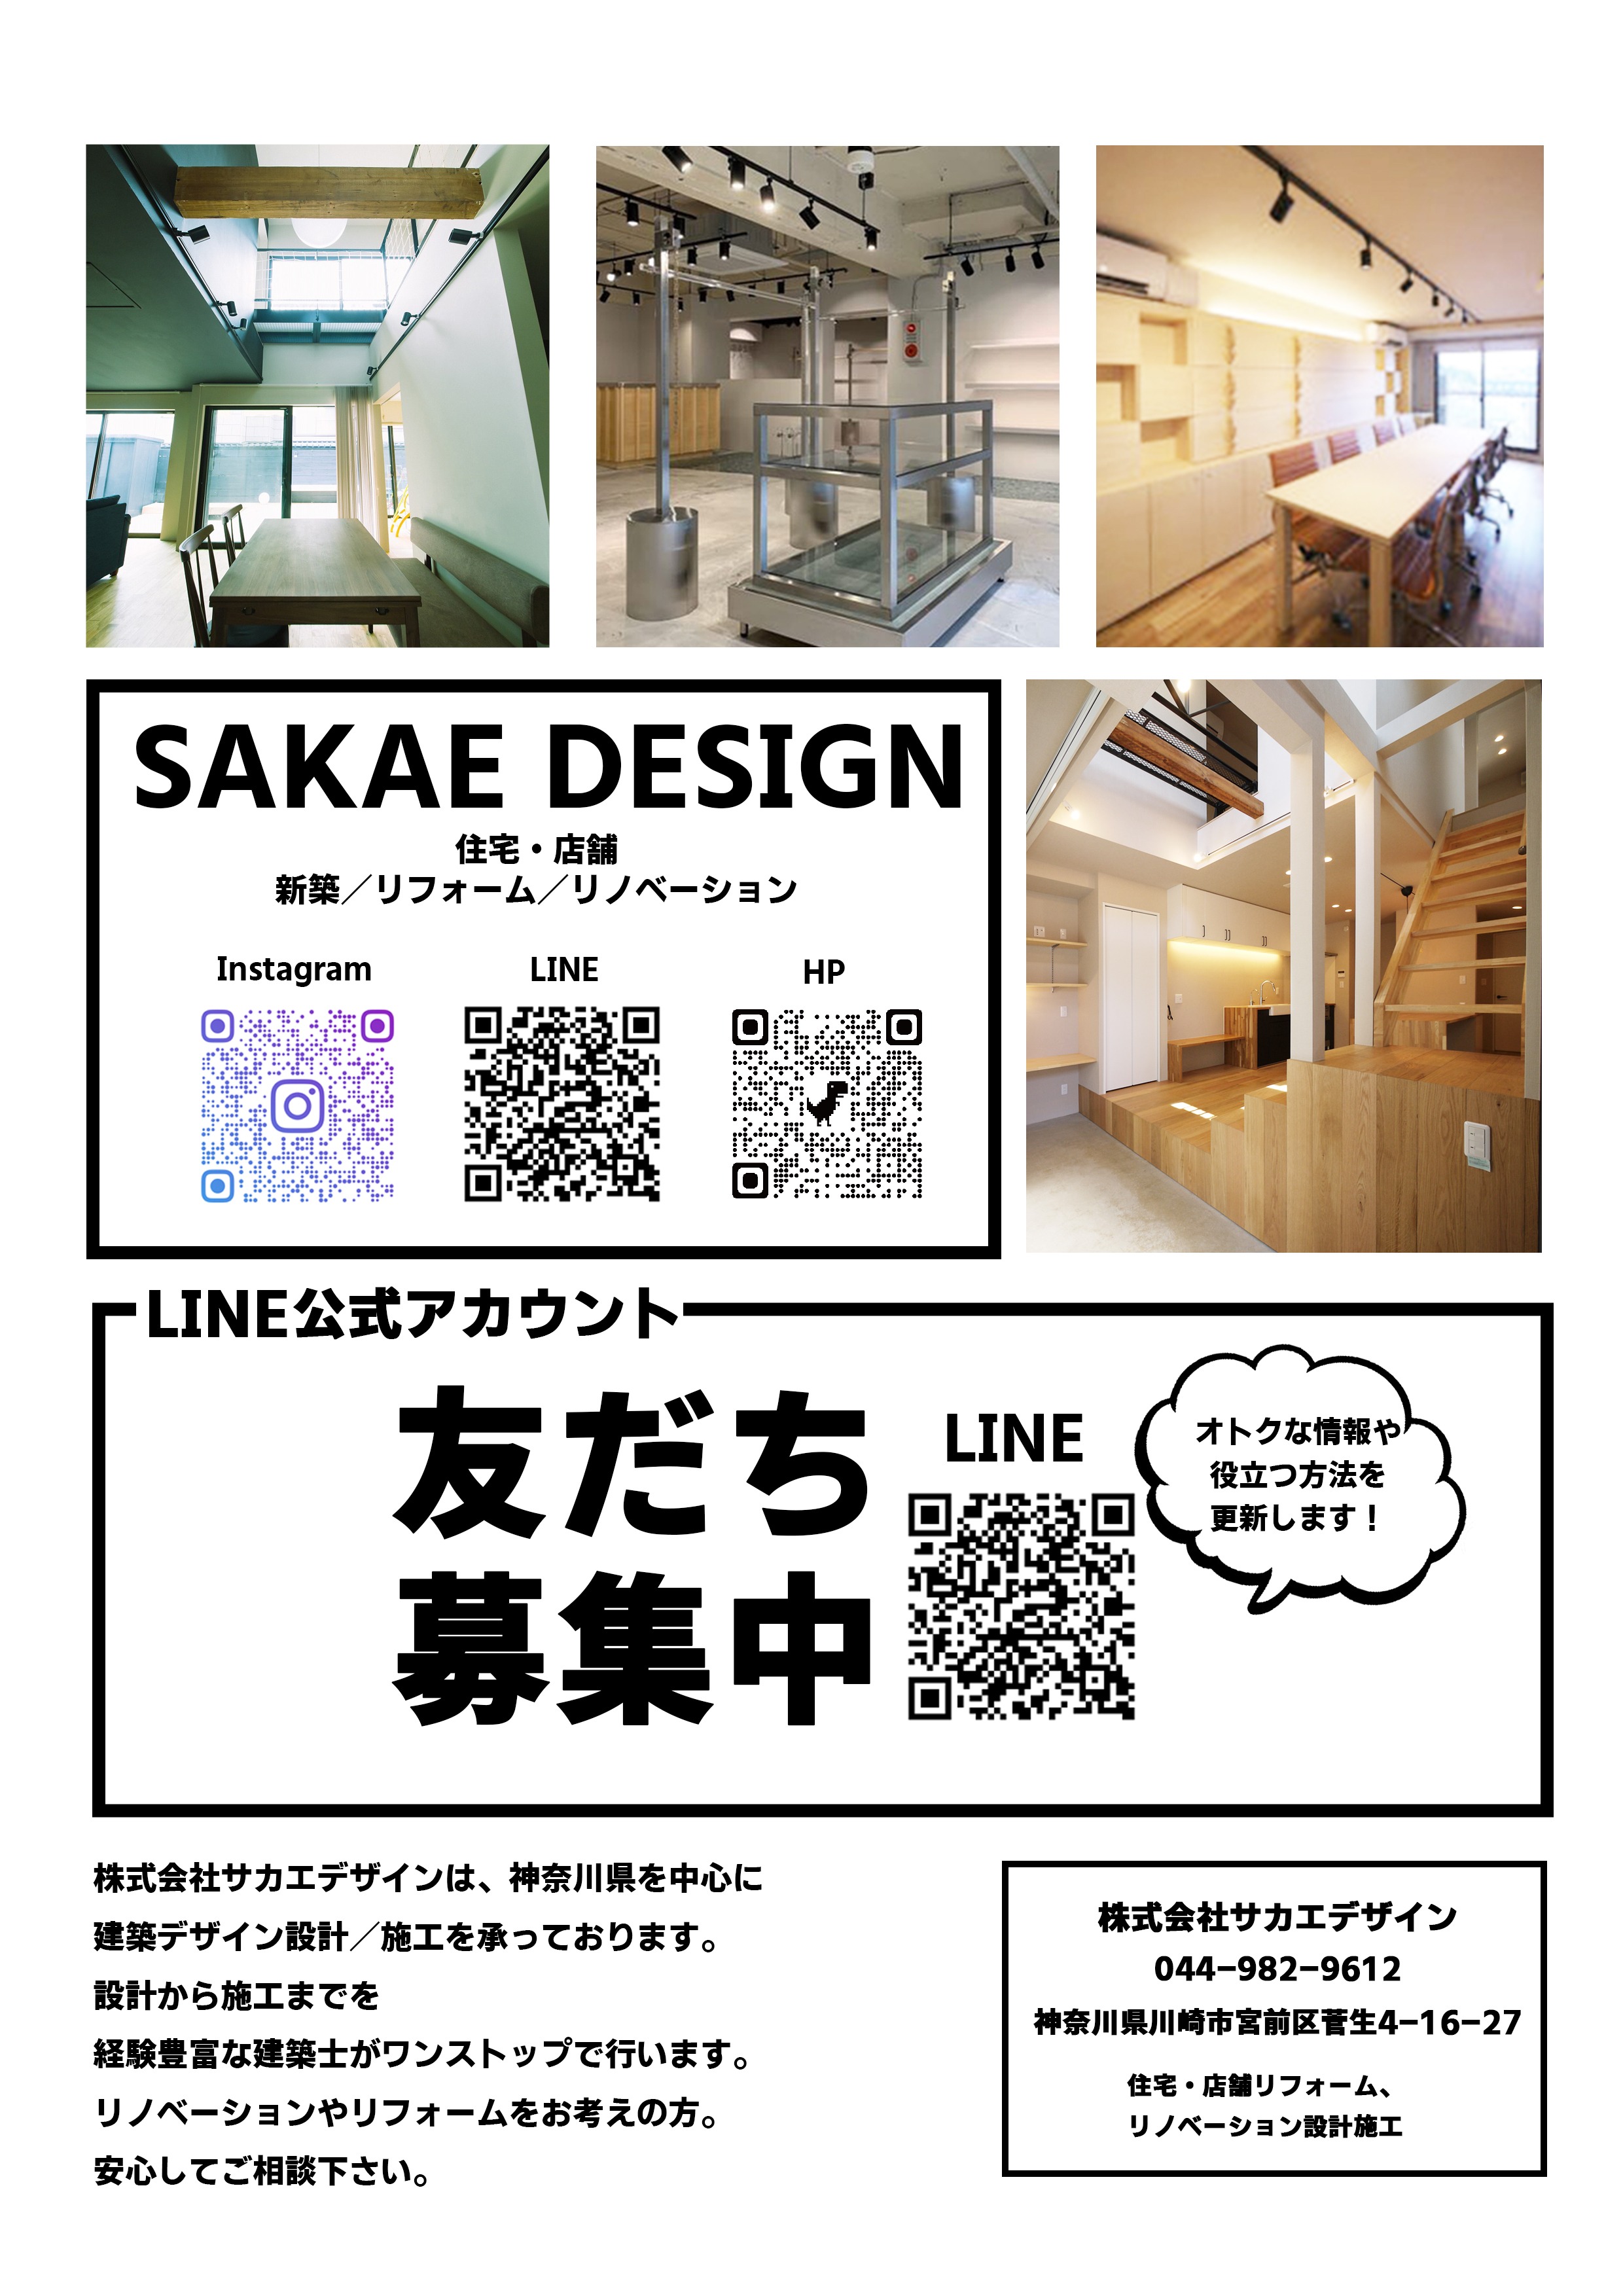 SAKAE DESIGN
住宅・店舗
新築／リフォーム／リノベーション
Instagram
LINE
HP
LINE公式アカウント
友だち
募集中
LINE
オトクな情報や
役立つ方法を
更新します！
株式会社サカエデザインは、神奈川県を中心に
建築デザイン設計／施工を承っております。
設計から施工までを
経験豊富な建築士がワンストップで行います。
リノベーションやリフォームをお考えの方。
安心してご相談下さい。
株式会社サカエデザイン
044−982−9612
神奈川県川崎市宮前区菅生4−16−27
住宅・店舗リフォーム、
リノベーション設計施工